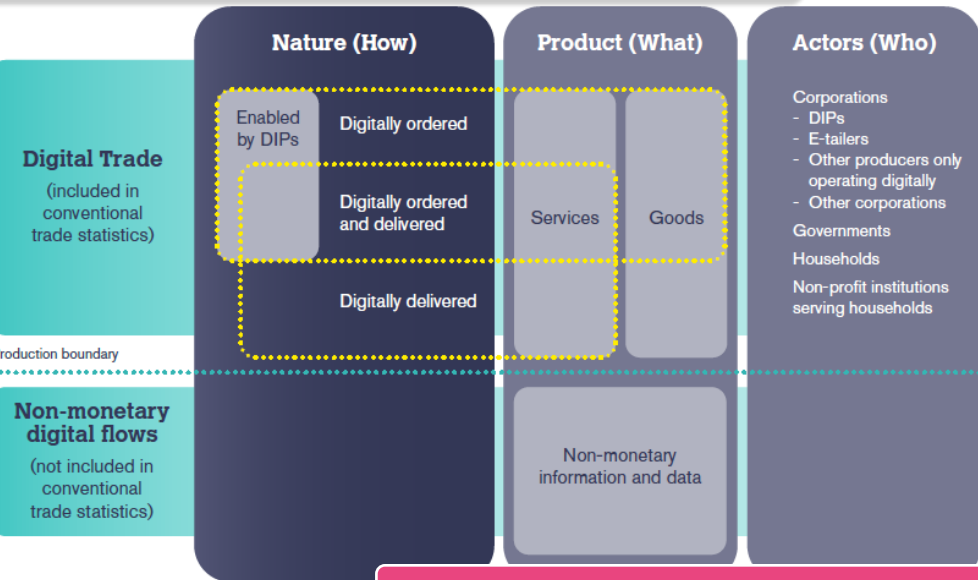 Nature (How)
Product (What)
Actors (Who)
Digital Trade
(included in
conventional
trade statistics)
Enabled
by DIPs
Digitally ordered
Digitally ordered
and delivered
Digitally delivered
Services
Goods
Corporations
- DIPs
- E-tailers
- Other producers only
operating digitally
- Other corporations
Governments
Households
Non-profit institutions
serving households
roduction boundary
Non-monetary
digital flows
(not included in
conventional
trade statistics)
Non-monetary
information and data